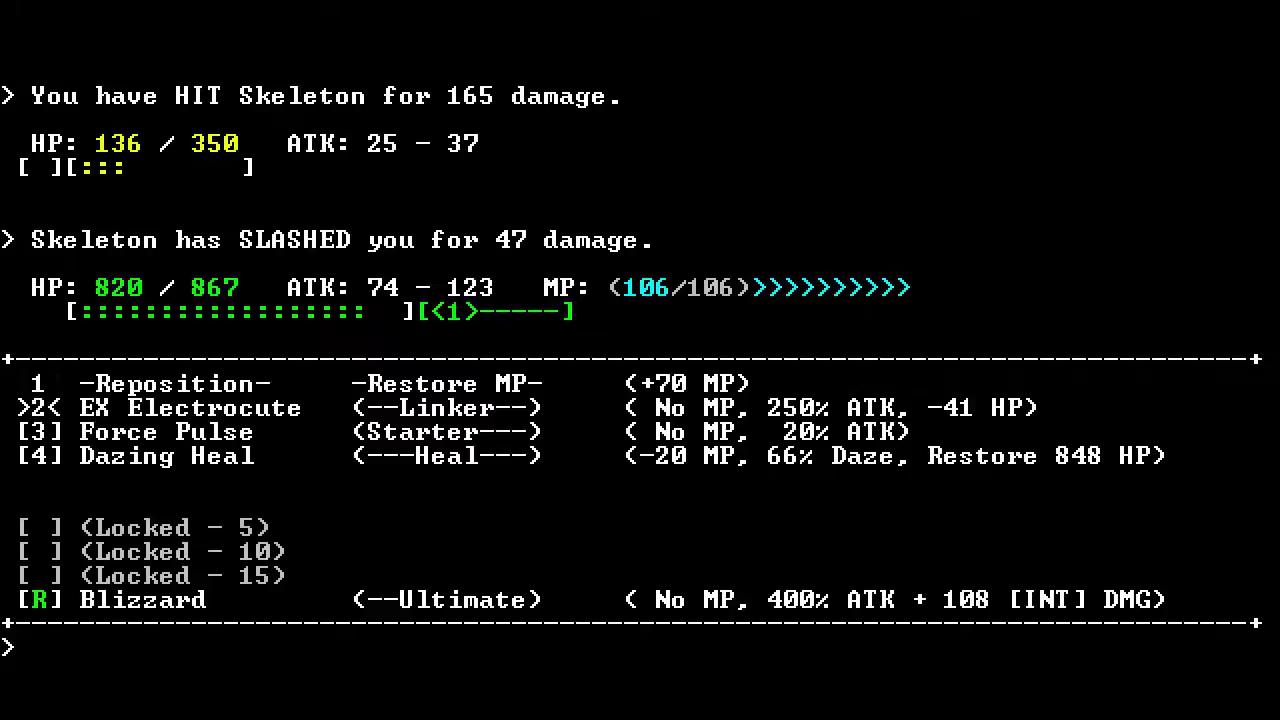 > You have HIT Skeleton for 165 damage.
HP: 136 / 350   ATK: 25 - 37
[ ][:::       ]
> Skeleton has SLASHED you for 47 damage.
HP: 820 / 867   ATK: 74 - 123   MP: (106/106)>>>>>>>>>>
[::::::::::::::::::  ][<1>-----]
+-----------------------------------------------------------------------------+
1  -Reposition-     -Restore MP-     (+70 MP)
>2< EX Electrocute   (--Linker--)     ( No MP, 250% ATK, -41 HP)
[3] Force Pulse      (Starter---)     ( No MP,  20% ATK)
[4] Dazing Heal      (---Heal---)     (-20 MP, 66% Daze, Restore 848 HP)
[ ] (Locked - 5)
[ ] (Locked - 10)
[ ] (Locked - 15)
[R] Blizzard         (--Ultimate)     ( No MP, 400% ATK + 108 [INT] DMG)
+-----------------------------------------------------------------------------+
>